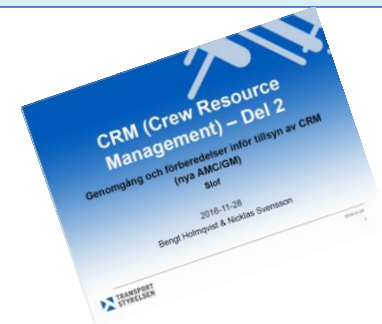 CRM (Crew Resource
Management) – Del 2
Genomgång och förberedelser inför tillsyn av CRM
(nya AMC/GM)
Slof
2016-11-28
Bengt Holmqvist & Nicklas Svensson
TRANSPORT
STYRELSEN